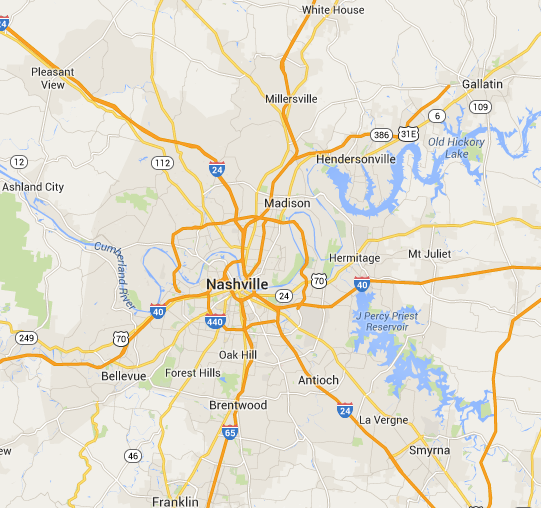 White House
24
Pleasant
View
Gallatin
Millersville
109
6
31E
386
Old Hickory
Lake
Hendersonville
12
112
24
Ashland City
Madison
Cumberland River
Hermitage
Mt Juliet
Nashville
70
40
24
40
440
J Percy Priest
Reservoir
249
70
Oak Hill
Bellevue
Forest Hills
Antioch
Brentwood
24
La Vergne
65
ew
46
Smyrna
Franklin